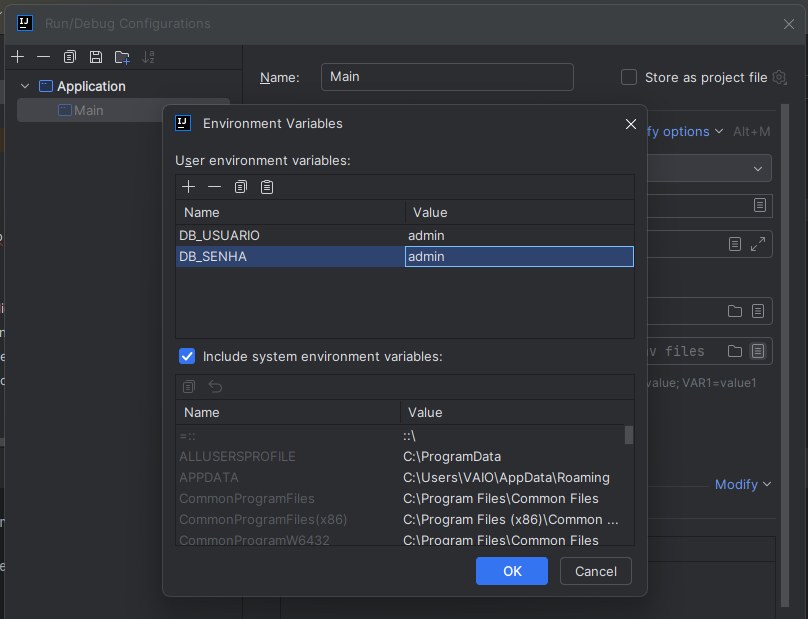 Run/Debug Configurations
Application
Main
Name: Main
Store as project file
fy options Alt+M
Environment Variables
User environment variables:
Name Value
DB_USUARIO admin
DB_SENHA admin
Include system environment variables:
Name Value
=:: ::\
ALLUSERSPROFILE C:\ProgramData
APPDATA C:\Users\VAIO\AppData\Roaming
CommonProgramFiles C:\Program Files\Common Files
CommonProgramFiles(x86) C:\Program Files (x86)\Common ...
CommonProgramW6432 C:\Program Files\Common Files
v files
value; VAR1=value1
Modify
OK Cancel